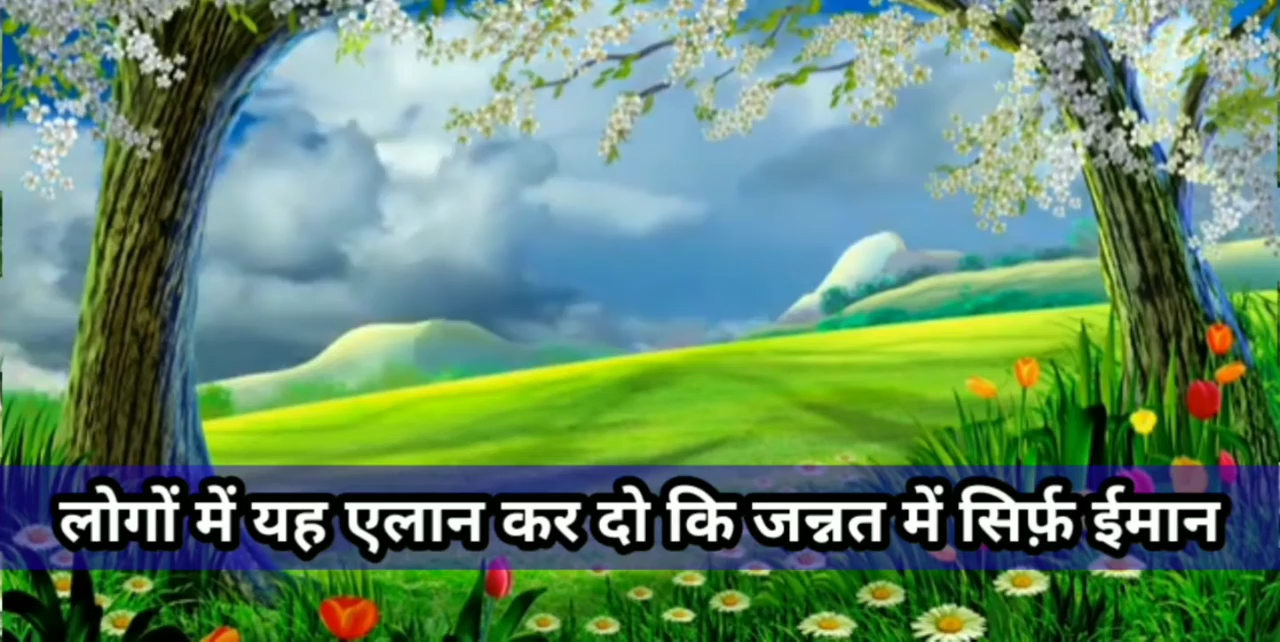 लोगों में यह एलान कर दो कि जन्नत में सिर्फ़ ईमान